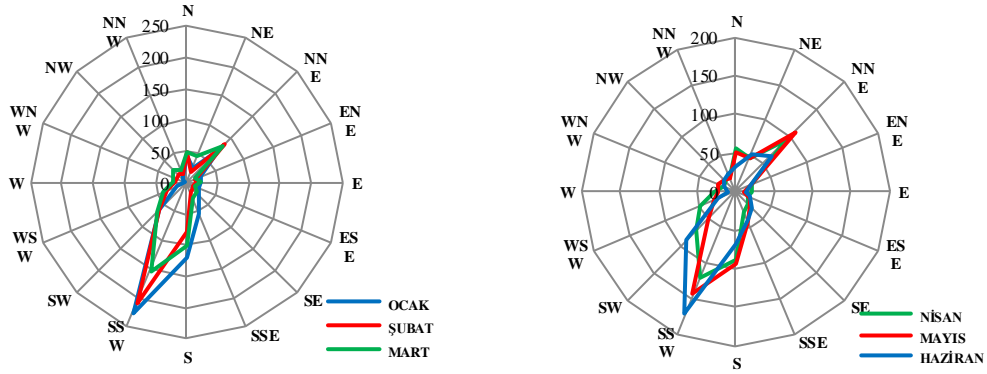 N
NE
NN
E
EN
E
E
ES
E
SE
SSE
S
SS
W
SW
WS
W
W
WN
W
NW
NN
W
250
200
150
100
50
0
OCAK
ŞUBAT
MART
N
NE
NN
E
EN
E
E
ES
E
SE
SSE
S
SS
W
SW
WS
W
W
WN
W
NW
NN
W
200
150
100
50
0
NİSAN
MAYIS
HAZİRAN